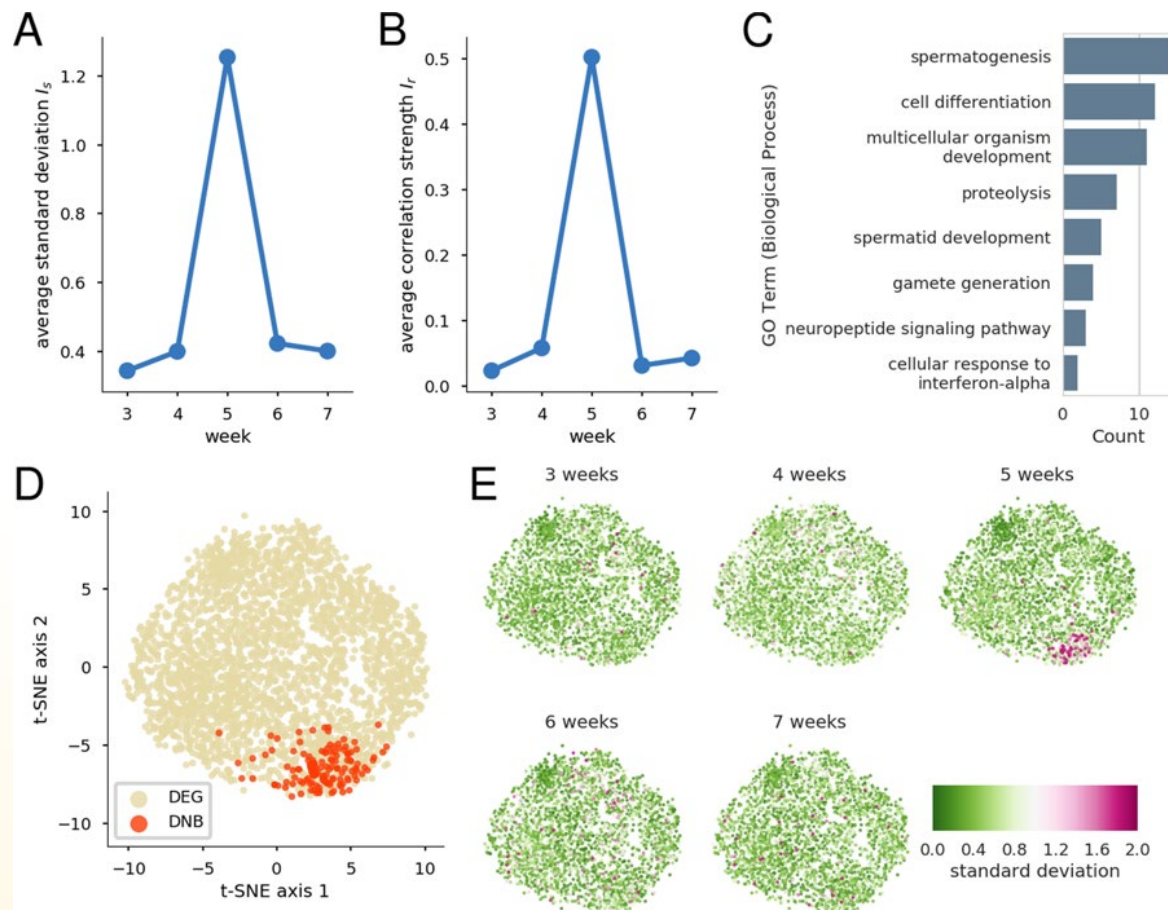 A
average standard deviation Is
1.2
1.0
0.8
0.6
0.4
3 4 5 6 7
week
B
average correlation strength Ir
0.5
0.4
0.3
0.2
0.1
0.0
3 4 5 6 7
week
C
GO Term (Biological Process)
spermatogenesis
cell differentiation
multicellular organism
development
proteolysis
spermatid development
gamete generation
neuropeptide signaling pathway
cellular response to
interferon-alpha
0 10
Count
D
t-SNE axis 2
10
5
0
−5
−10
DEG
DNB
−10 −5 0 5 10
t-SNE axis 1
E
3 weeks
4 weeks
5 weeks
6 weeks
7 weeks
0.0 0.4 0.8 1.2 1.6 2.0
standard deviation